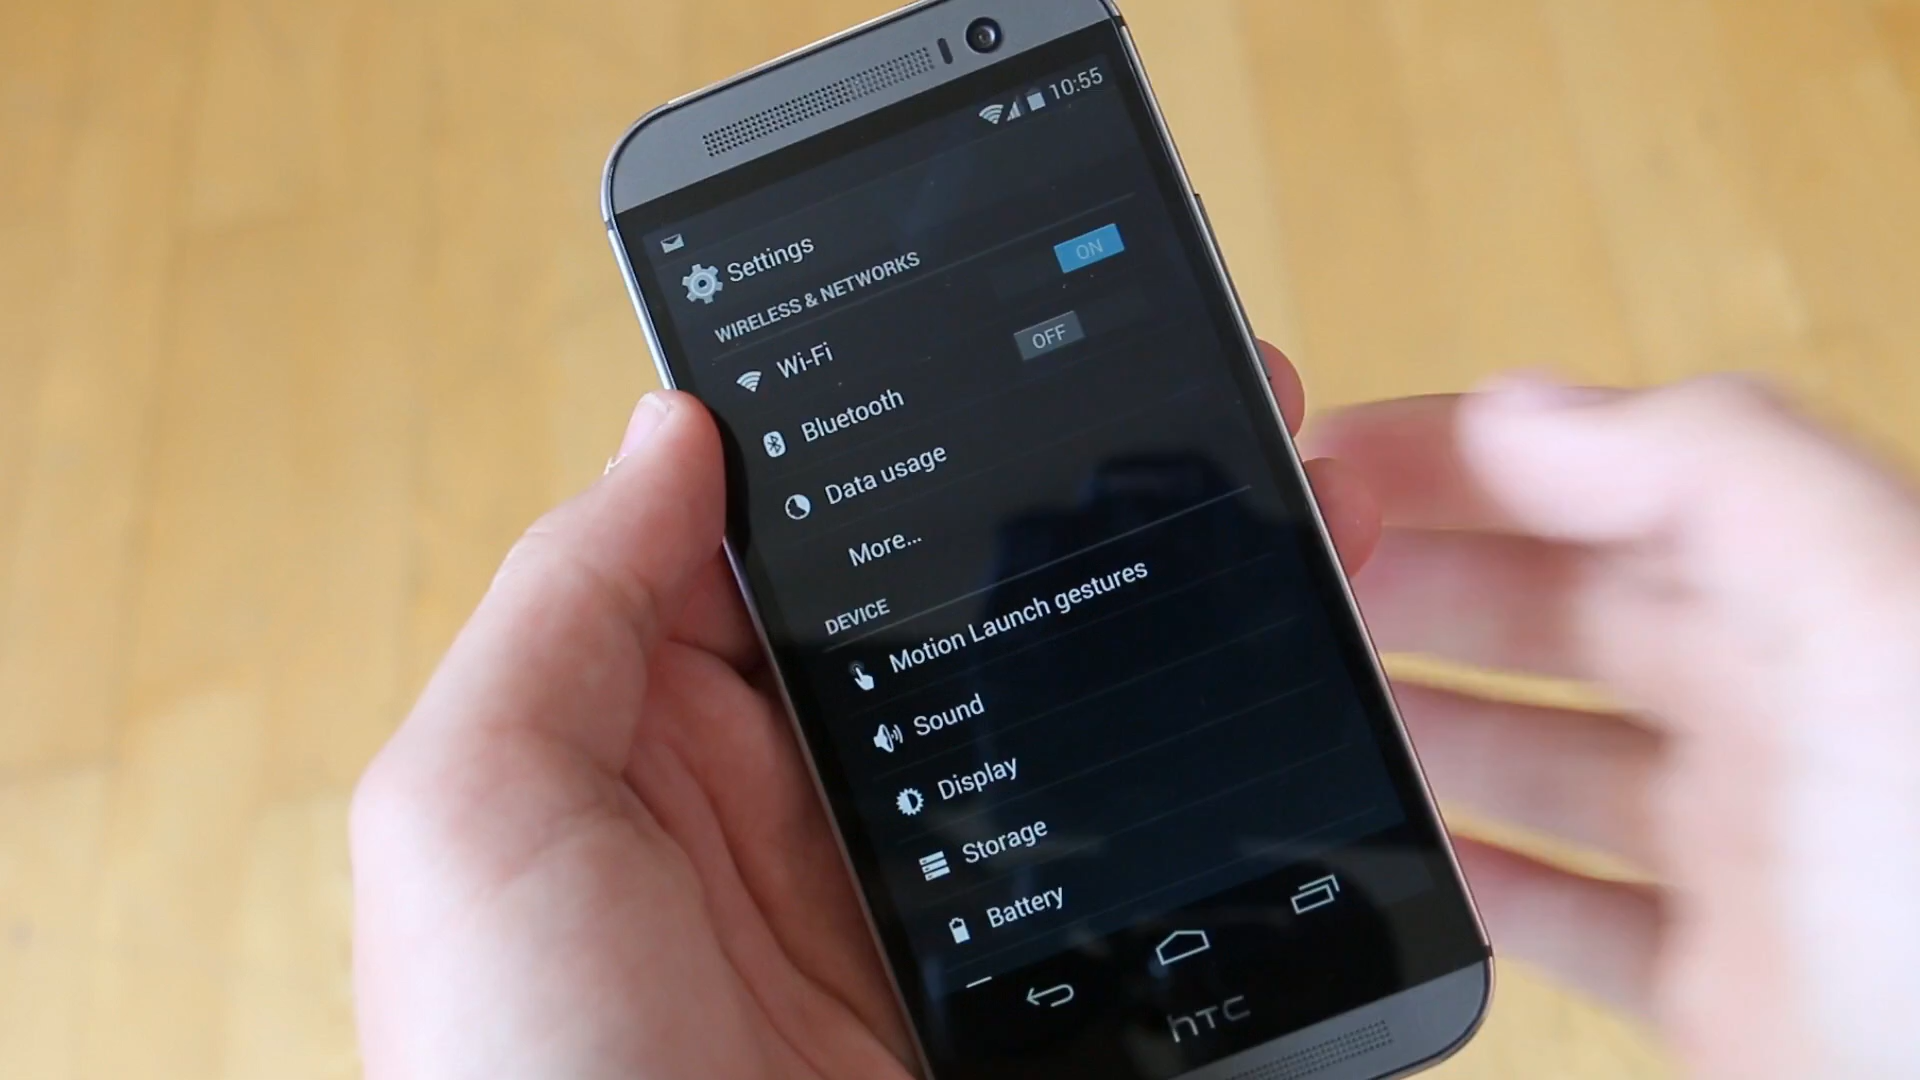 10:55
Settings
WIRELESS & NETWORKS
Wi-Fi ON
Bluetooth OFF
Data usage
More...
DEVICE
Motion Launch gestures
Sound
Display
Storage
Battery
hTC